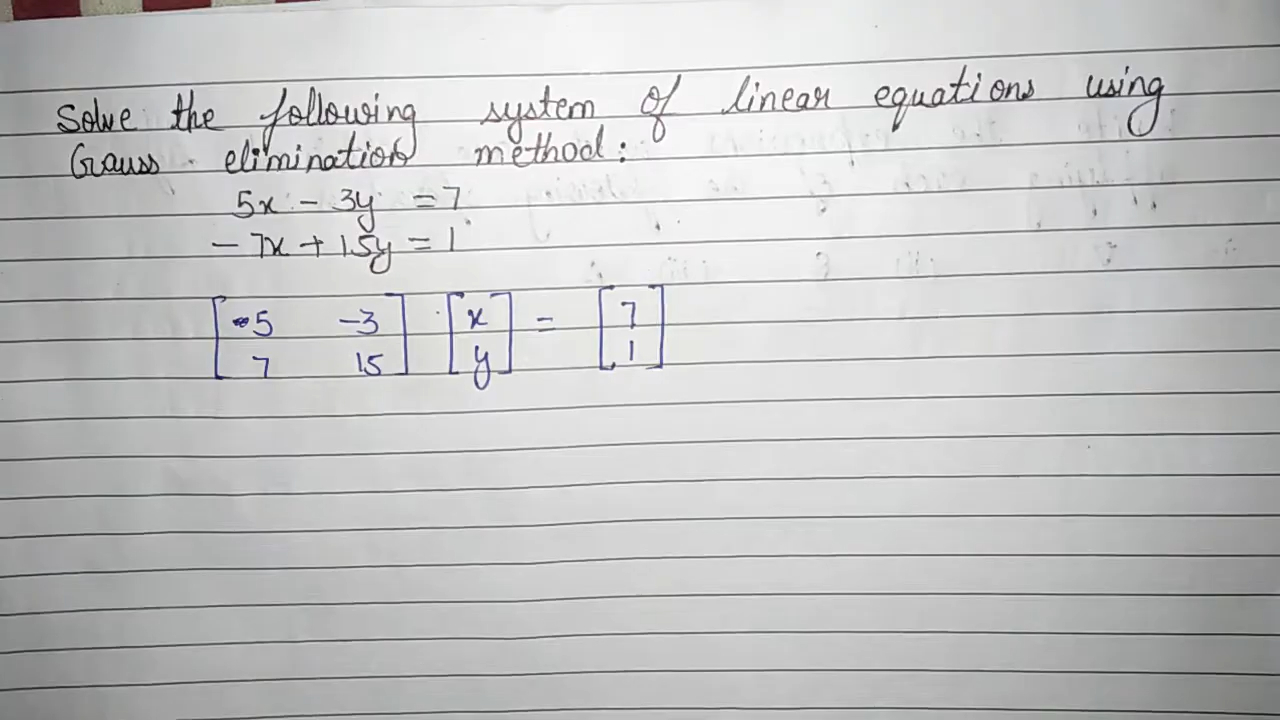 Solve the following system of linear equations using
Gauss elimination method:
5x - 3y = 7
- 7x + 15y = 1
[5 -3] [x] = [7]
[7 15] [y] [1]